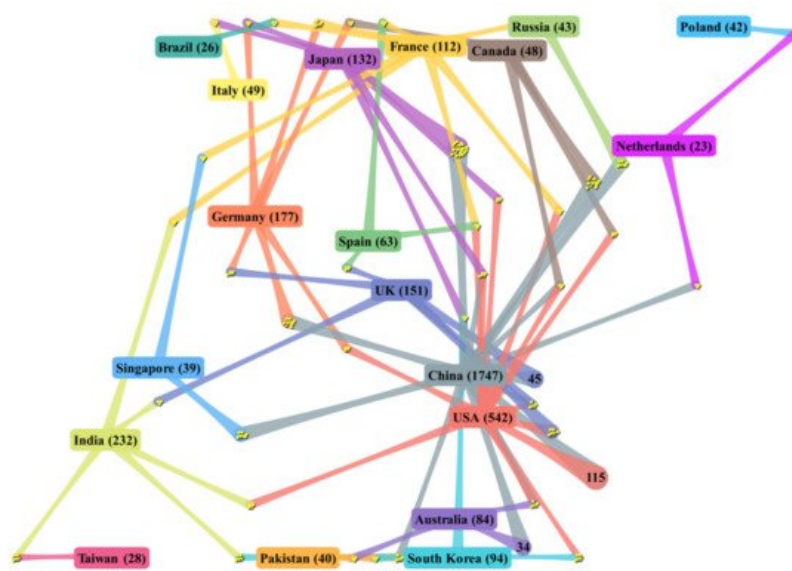 Russia (43)
Poland (42)
Brazil (26)
France (112)
Canada (48)
Japan (132)
Italy (49)
Netherlands (23)
Germany (177)
Spain (63)
UK (151)
Singapore (39)
China (1747)
45
USA (542)
India (232)
115
Australia (84)
34
Taiwan (28)
Pakistan (40)
South Korea (94)